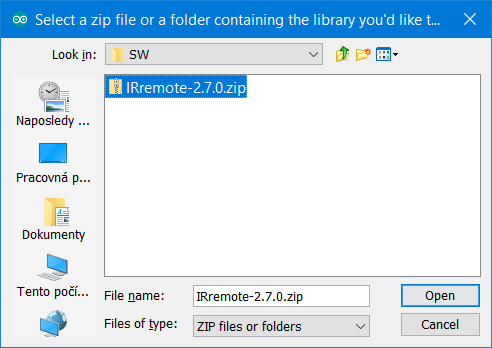 Select a zip file or a folder containing the library you'd like t...
Look in:
SW
IRremote-2.7.0.zip
Naposledy ...
Pracovná p...
Dokumenty
Tento počí...
File name:
IRremote-2.7.0.zip
Open
Files of type:
ZIP files or folders
Cancel